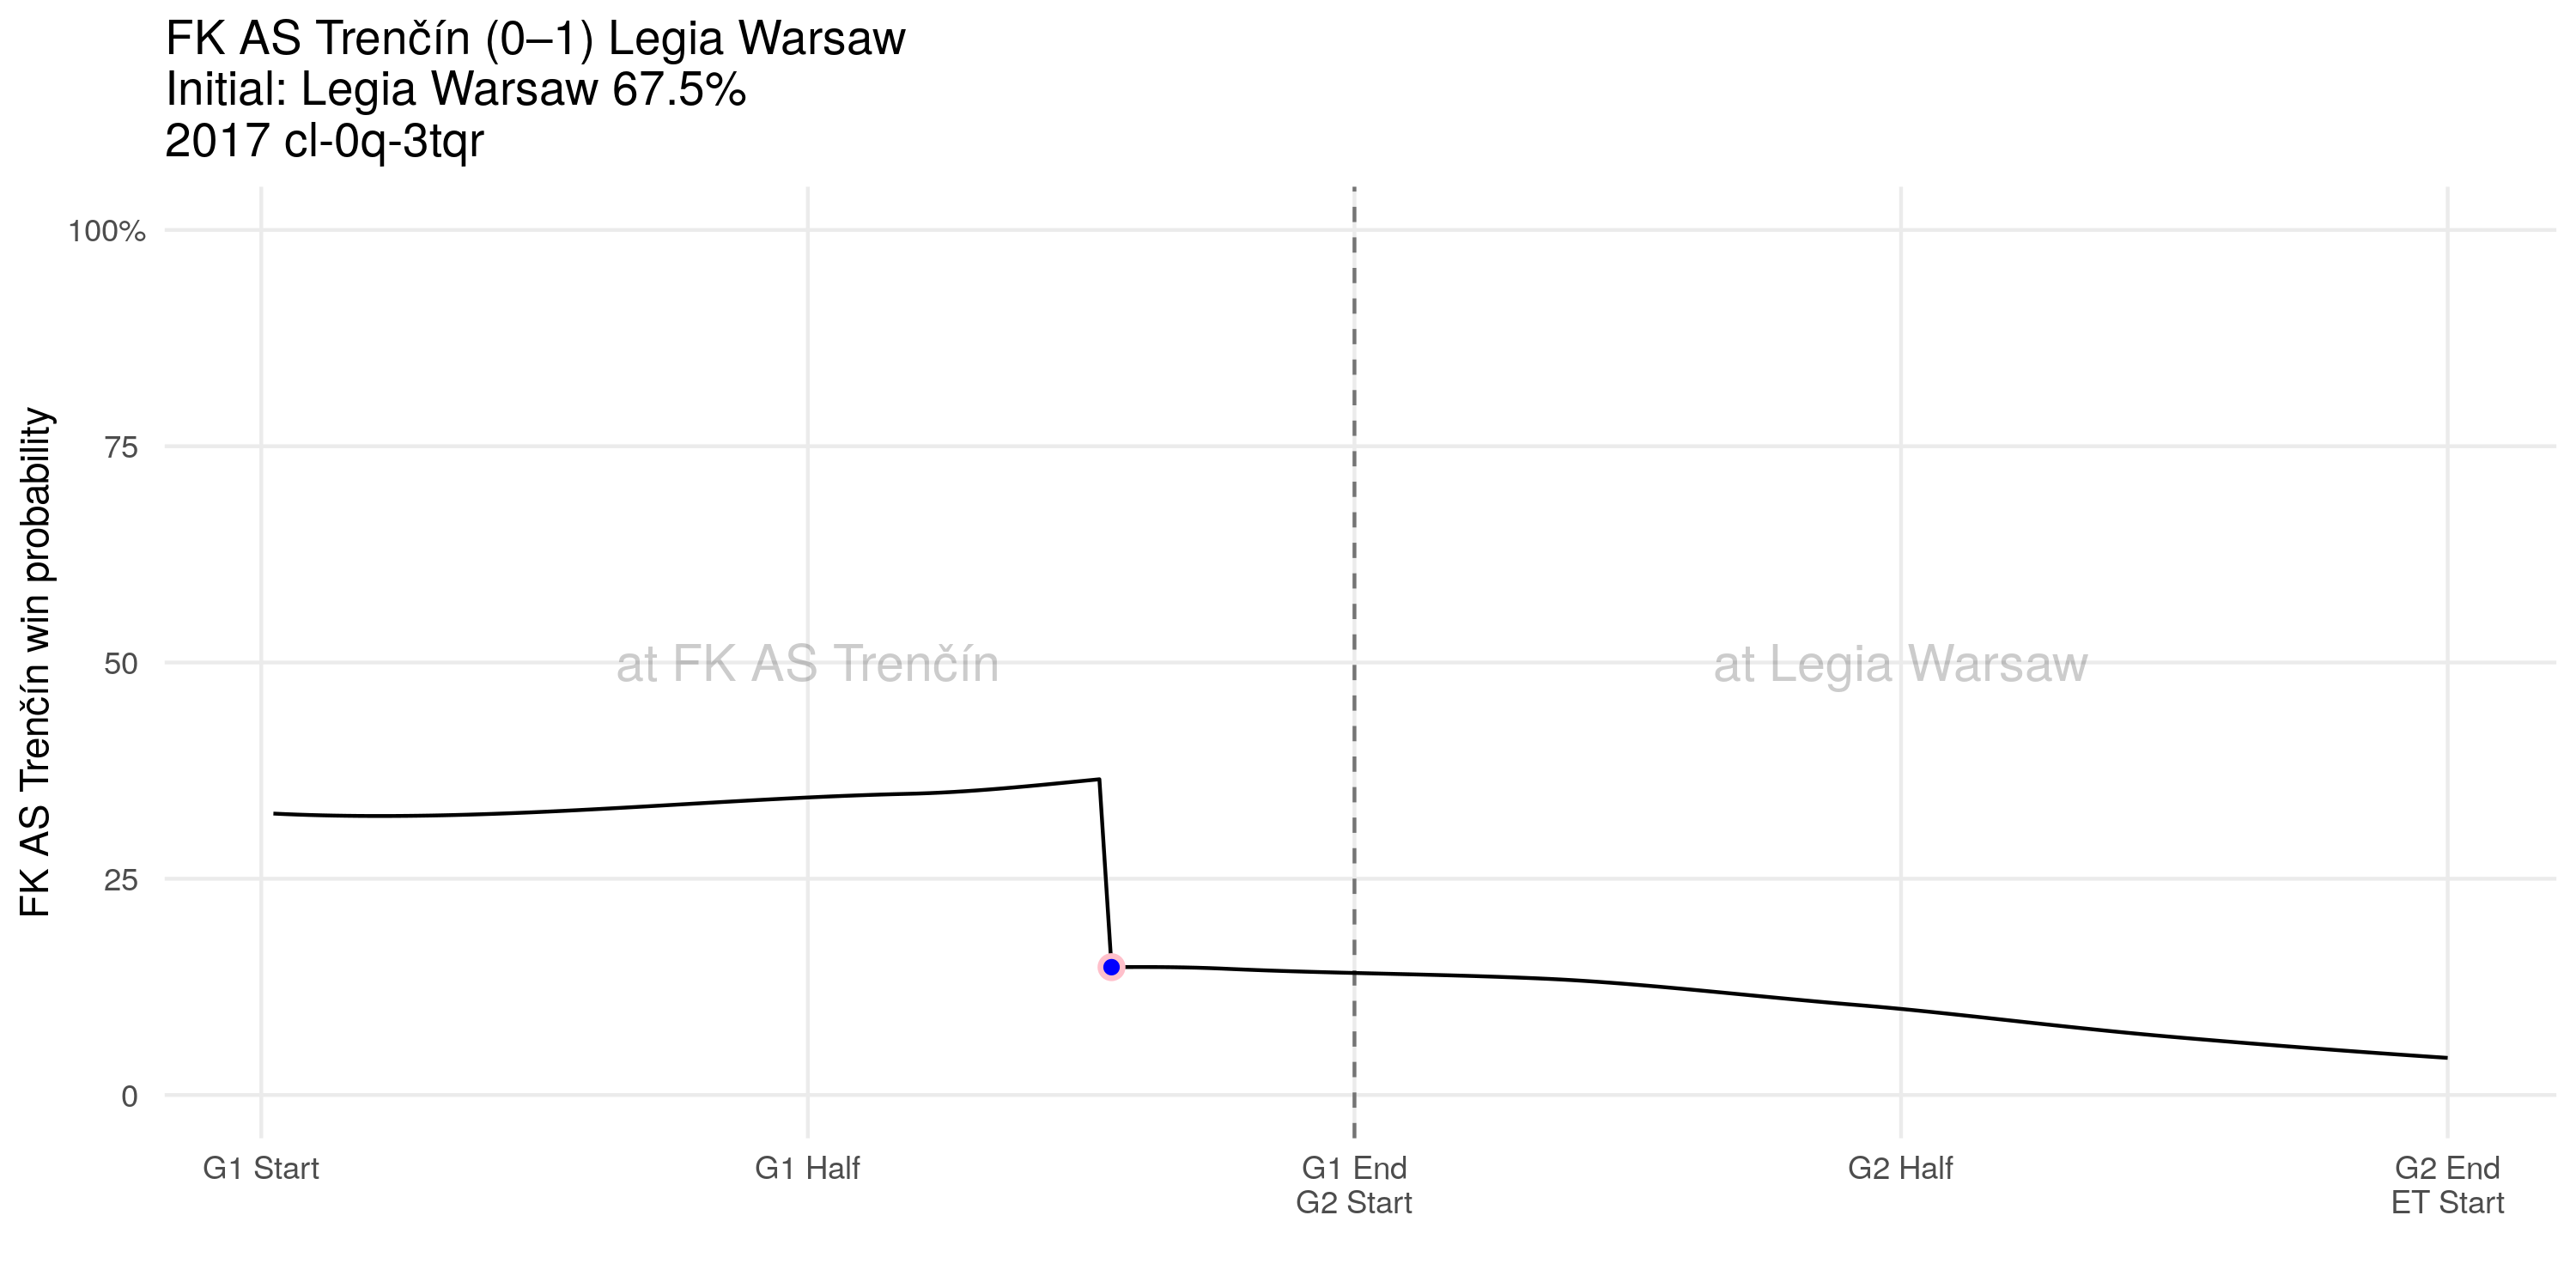 FK AS Trenčín (0–1) Legia Warsaw
Initial: Legia Warsaw 67.5%
2017 cl-0q-3tqr
FK AS Trenčín win probability
100%
75
50
25
0
at FK AS Trenčín
at Legia Warsaw
G1 Start
G1 Half
G1 End
G2 Start
G2 Half
G2 End
ET Start